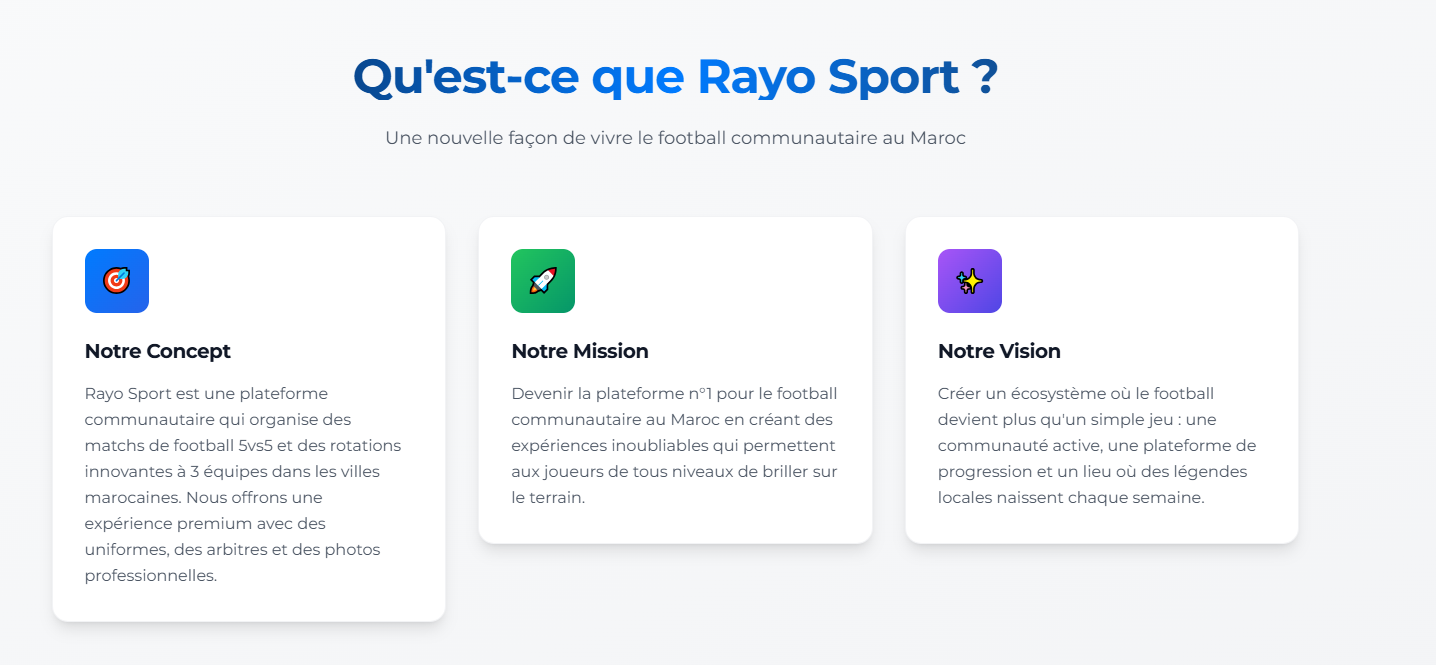 Qu'est-ce que Rayo Sport ?
Une nouvelle façon de vivre le football communautaire au Maroc
Notre Concept
Rayo Sport est une plateforme
communautaire qui organise des
matchs de football 5vs5 et des rotations
innovantes à 3 équipes dans les villes
marocaines. Nous offrons une
expérience premium avec des
uniformes, des arbitres et des photos
professionnelles.
Notre Mission
Devenir la plateforme n°1 pour le football
communautaire au Maroc en créant des
expériences inoubliables qui permettent
aux joueurs de tous niveaux de briller sur
le terrain.
Notre Vision
Créer un écosystème où le football
devient plus qu'un simple jeu : une
communauté active, une plateforme de
progression et un lieu où des légendes
locales naissent chaque semaine.